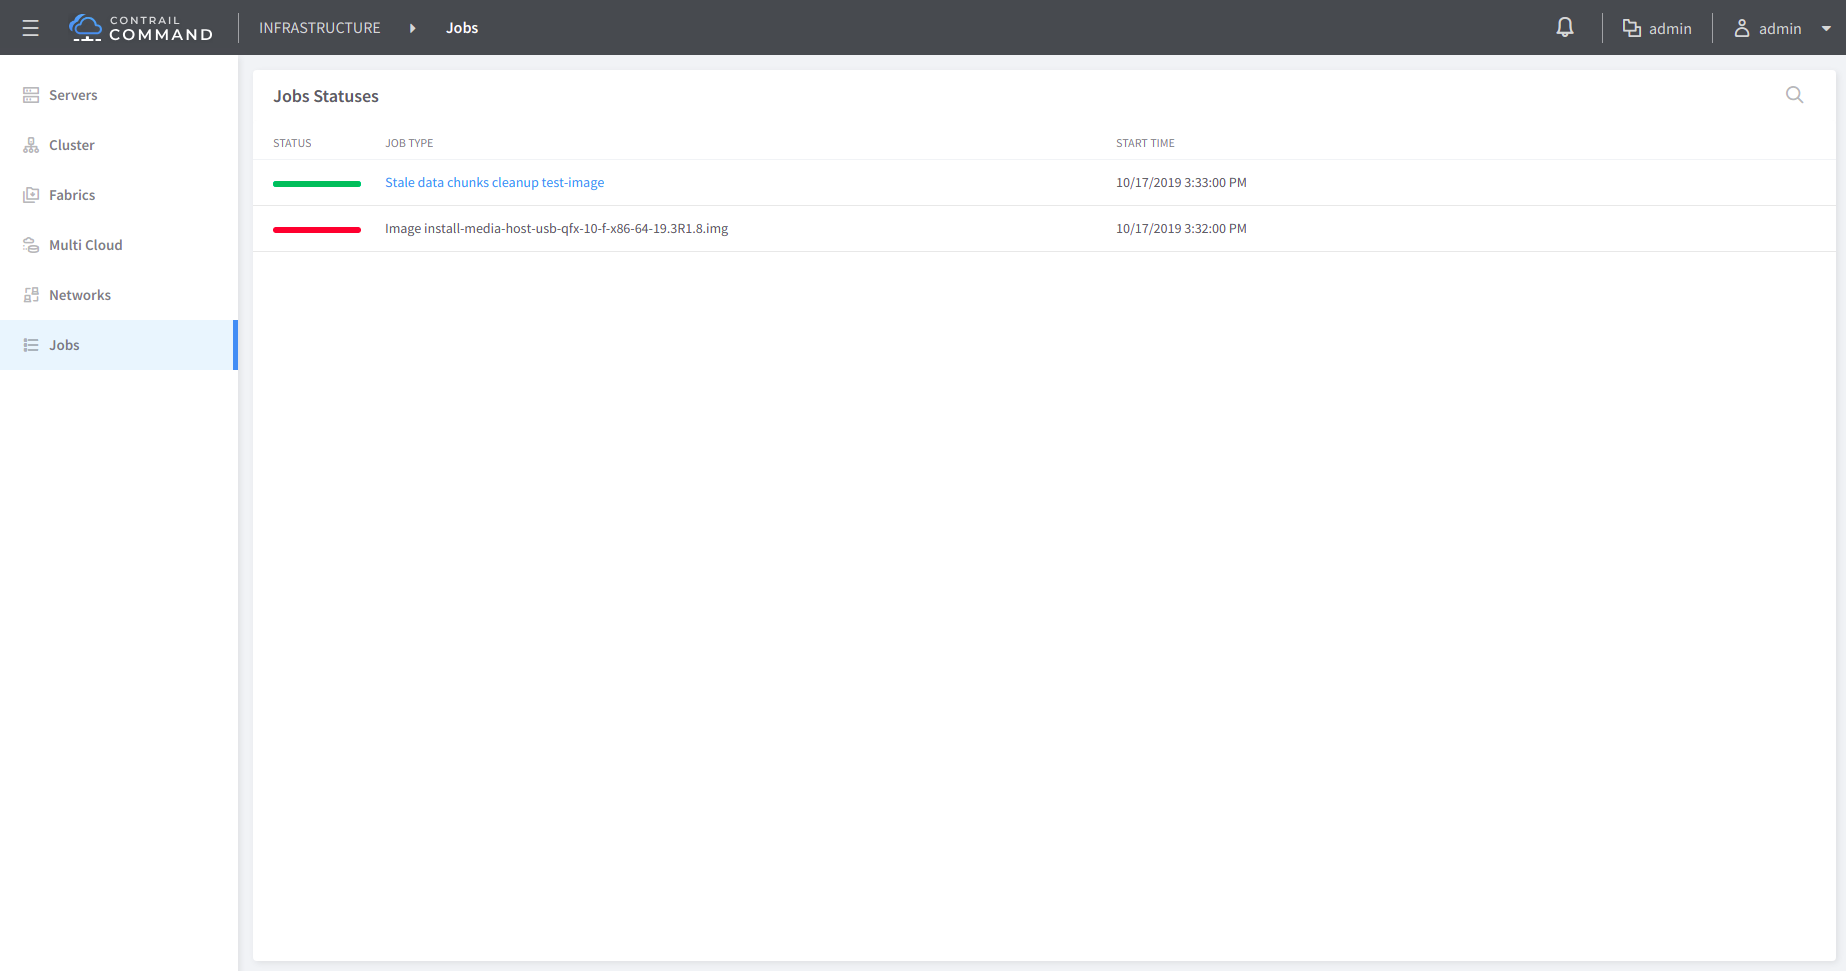 CONTRAIL
COMMAND
INFRASTRUCTURE
Jobs
admin
admin
Servers
Cluster
Fabrics
Multi Cloud
Networks
Jobs
Jobs Statuses
STATUS JOB TYPE START TIME
Stale data chunks cleanup test-image 10/17/2019 3:33:00 PM
Image install-media-host-usb-qfx-10-f-x86-64-19.3R1.8.img 10/17/2019 3:32:00 PM